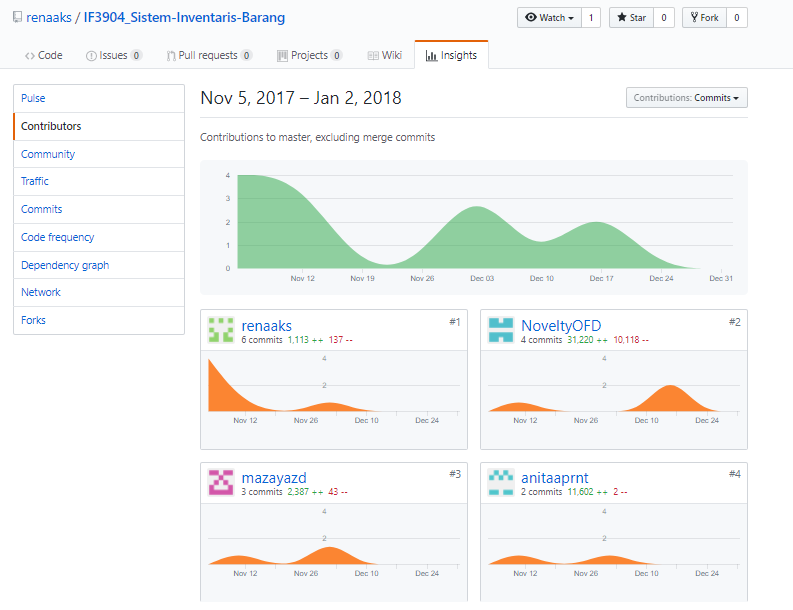 renaaks / IF3904_Sistem-Inventaris-Barang
Watch 1 Star 0 Fork 0
Code Issues 0 Pull requests 0 Projects 0 Wiki Insights
Pulse
Contributors
Community
Traffic
Commits
Code frequency
Dependency graph
Network
Forks
Nov 5, 2017 – Jan 2, 2018
Contributions: Commits
Contributions to master, excluding merge commits
4
3
2
1
0
Nov 12 Nov 19 Nov 26 Dec 03 Dec 10 Dec 17 Dec 24 Dec 31
renaaks #1
6 commits 1,113 ++ 137 --
4
2
Nov 12 Nov 26 Dec 10 Dec 24
NoveltyOFD #2
4 commits 31,220 ++ 10,118 --
4
2
Nov 12 Nov 26 Dec 10 Dec 24
mazayazd #3
3 commits 2,387 ++ 43 --
4
2
Nov 12 Nov 26 Dec 10 Dec 24
anitaaprnt #4
2 commits 11,602 ++ 2 --
4
2
Nov 12 Nov 26 Dec 10 Dec 24